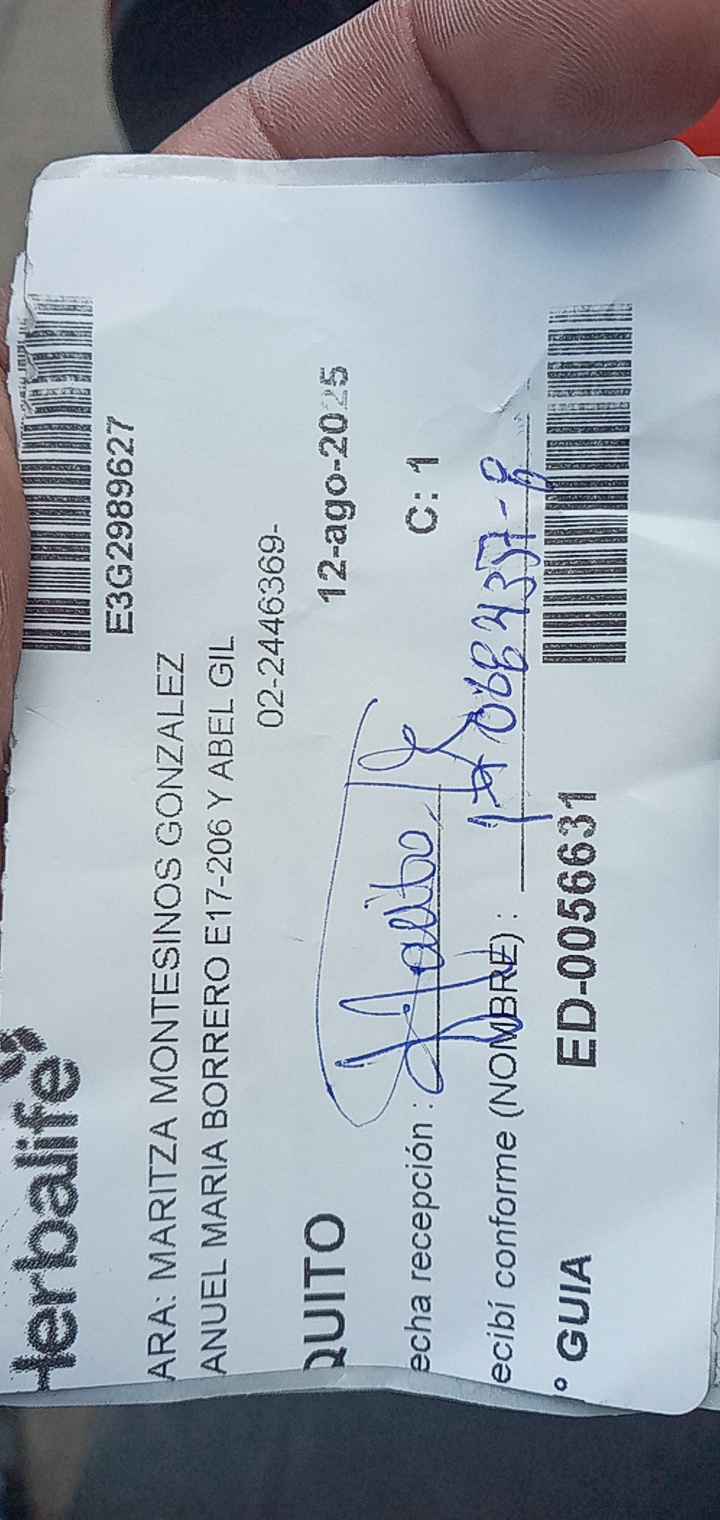 Herbalife
E3G2989627
ARA: MARITZA MONTESINOS GONZALEZ
ANUEL MARIA BORRERO E17-206 Y ABEL GIL
02-2446369-
QUITO 12-ago-2025
echa recepción : C: 1
ecibí conforme (NOMBRE) :
° GUIA ED-0056631